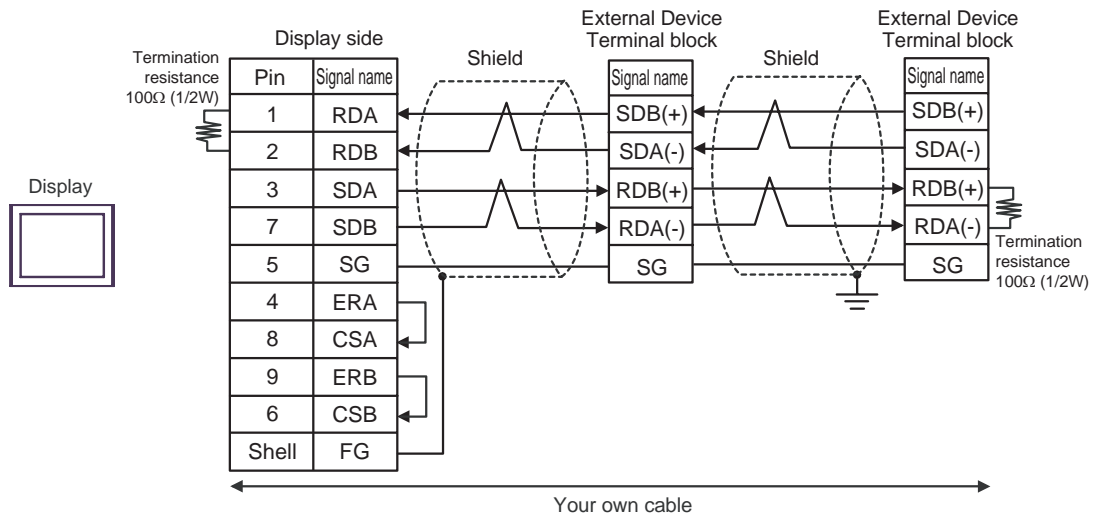 External Device
Terminal block
External Device
Terminal block
Display side
Shield
Shield
Termination
resistance
100Ω (1/2W)
Pin Signal name
Signal name
Signal name
1 RDA SDB(+) SDB(+)
2 RDB SDA(-) SDA(-)
Display
3 SDA RDB(+) RDB(+)
7 SDB RDA(-) RDA(-)
5 SG SG SG
Termination
resistance
100Ω (1/2W)
4 ERA
8 CSA
9 ERB
6 CSB
Shell FG
Your own cable